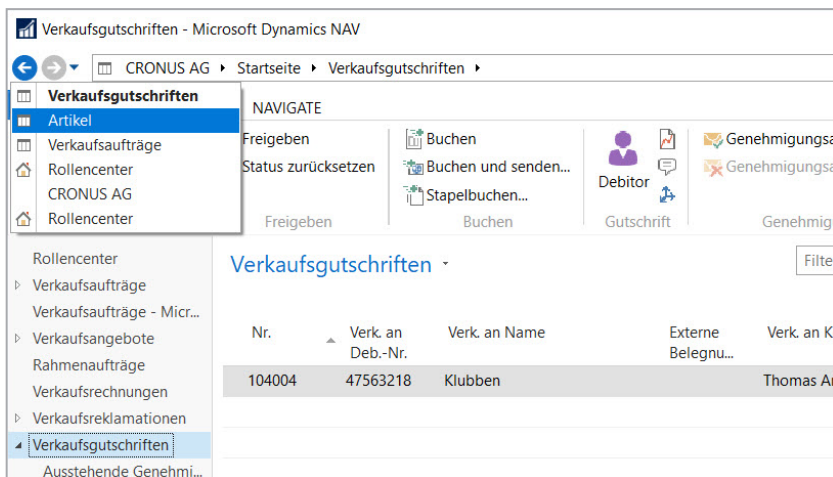 Verkaufsgutschriften - Microsoft Dynamics NAV
CRONUS AG Startseite Verkaufsgutschriften
Verkaufsgutschriften
Artikel
Verkaufsaufträge
Rollencenter
CRONUS AG
Rollencenter
NAVIGATE
Freigeben
Status zurücksetzen
Freigeben
Buchen
Buchen und senden...
Stapelbuchen...
Buchen
Debitor
Gutschrift
Genehmigungsa
Genehmigungsa
Genehmig
Rollencenter
Verkaufsaufträge
Verkaufsaufträge - Micr...
Verkaufsangebote
Rahmenaufträge
Verkaufsrechnungen
Verkaufsreklamationen
Verkaufsgutschriften
Ausstehende Genehmi...
Verkaufsgutschriften
Filte
Nr. Verk. an Deb.-Nr. Verk. an Name Externe Belegnu... Verk. an K
104004 47563218 Klubben Thomas A